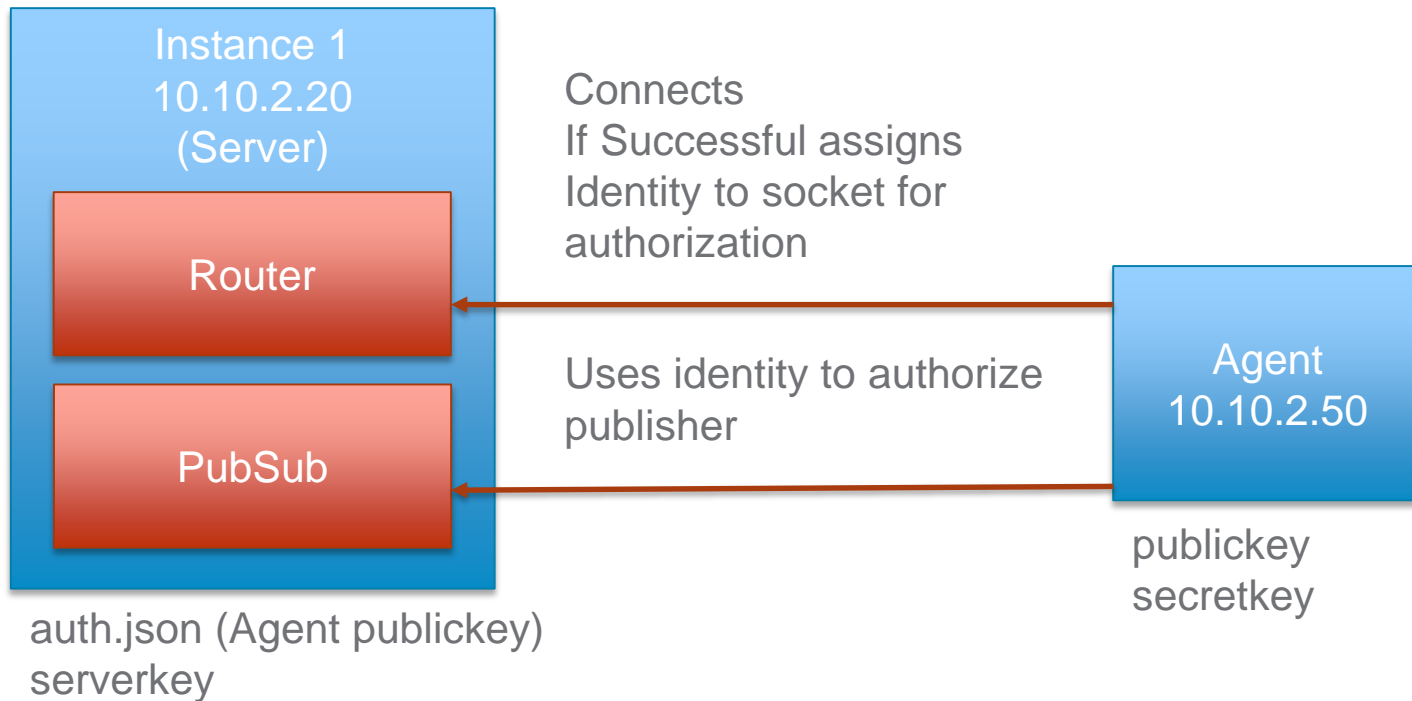 Instance 1
10.10.2.20
(Server)
Router
PubSub
auth.json (Agent publickey)
serverkey
Connects
If Successful assigns
Identity to socket for
authorization
Uses identity to authorize
publisher
Agent
10.10.2.50
publickey
secretkey